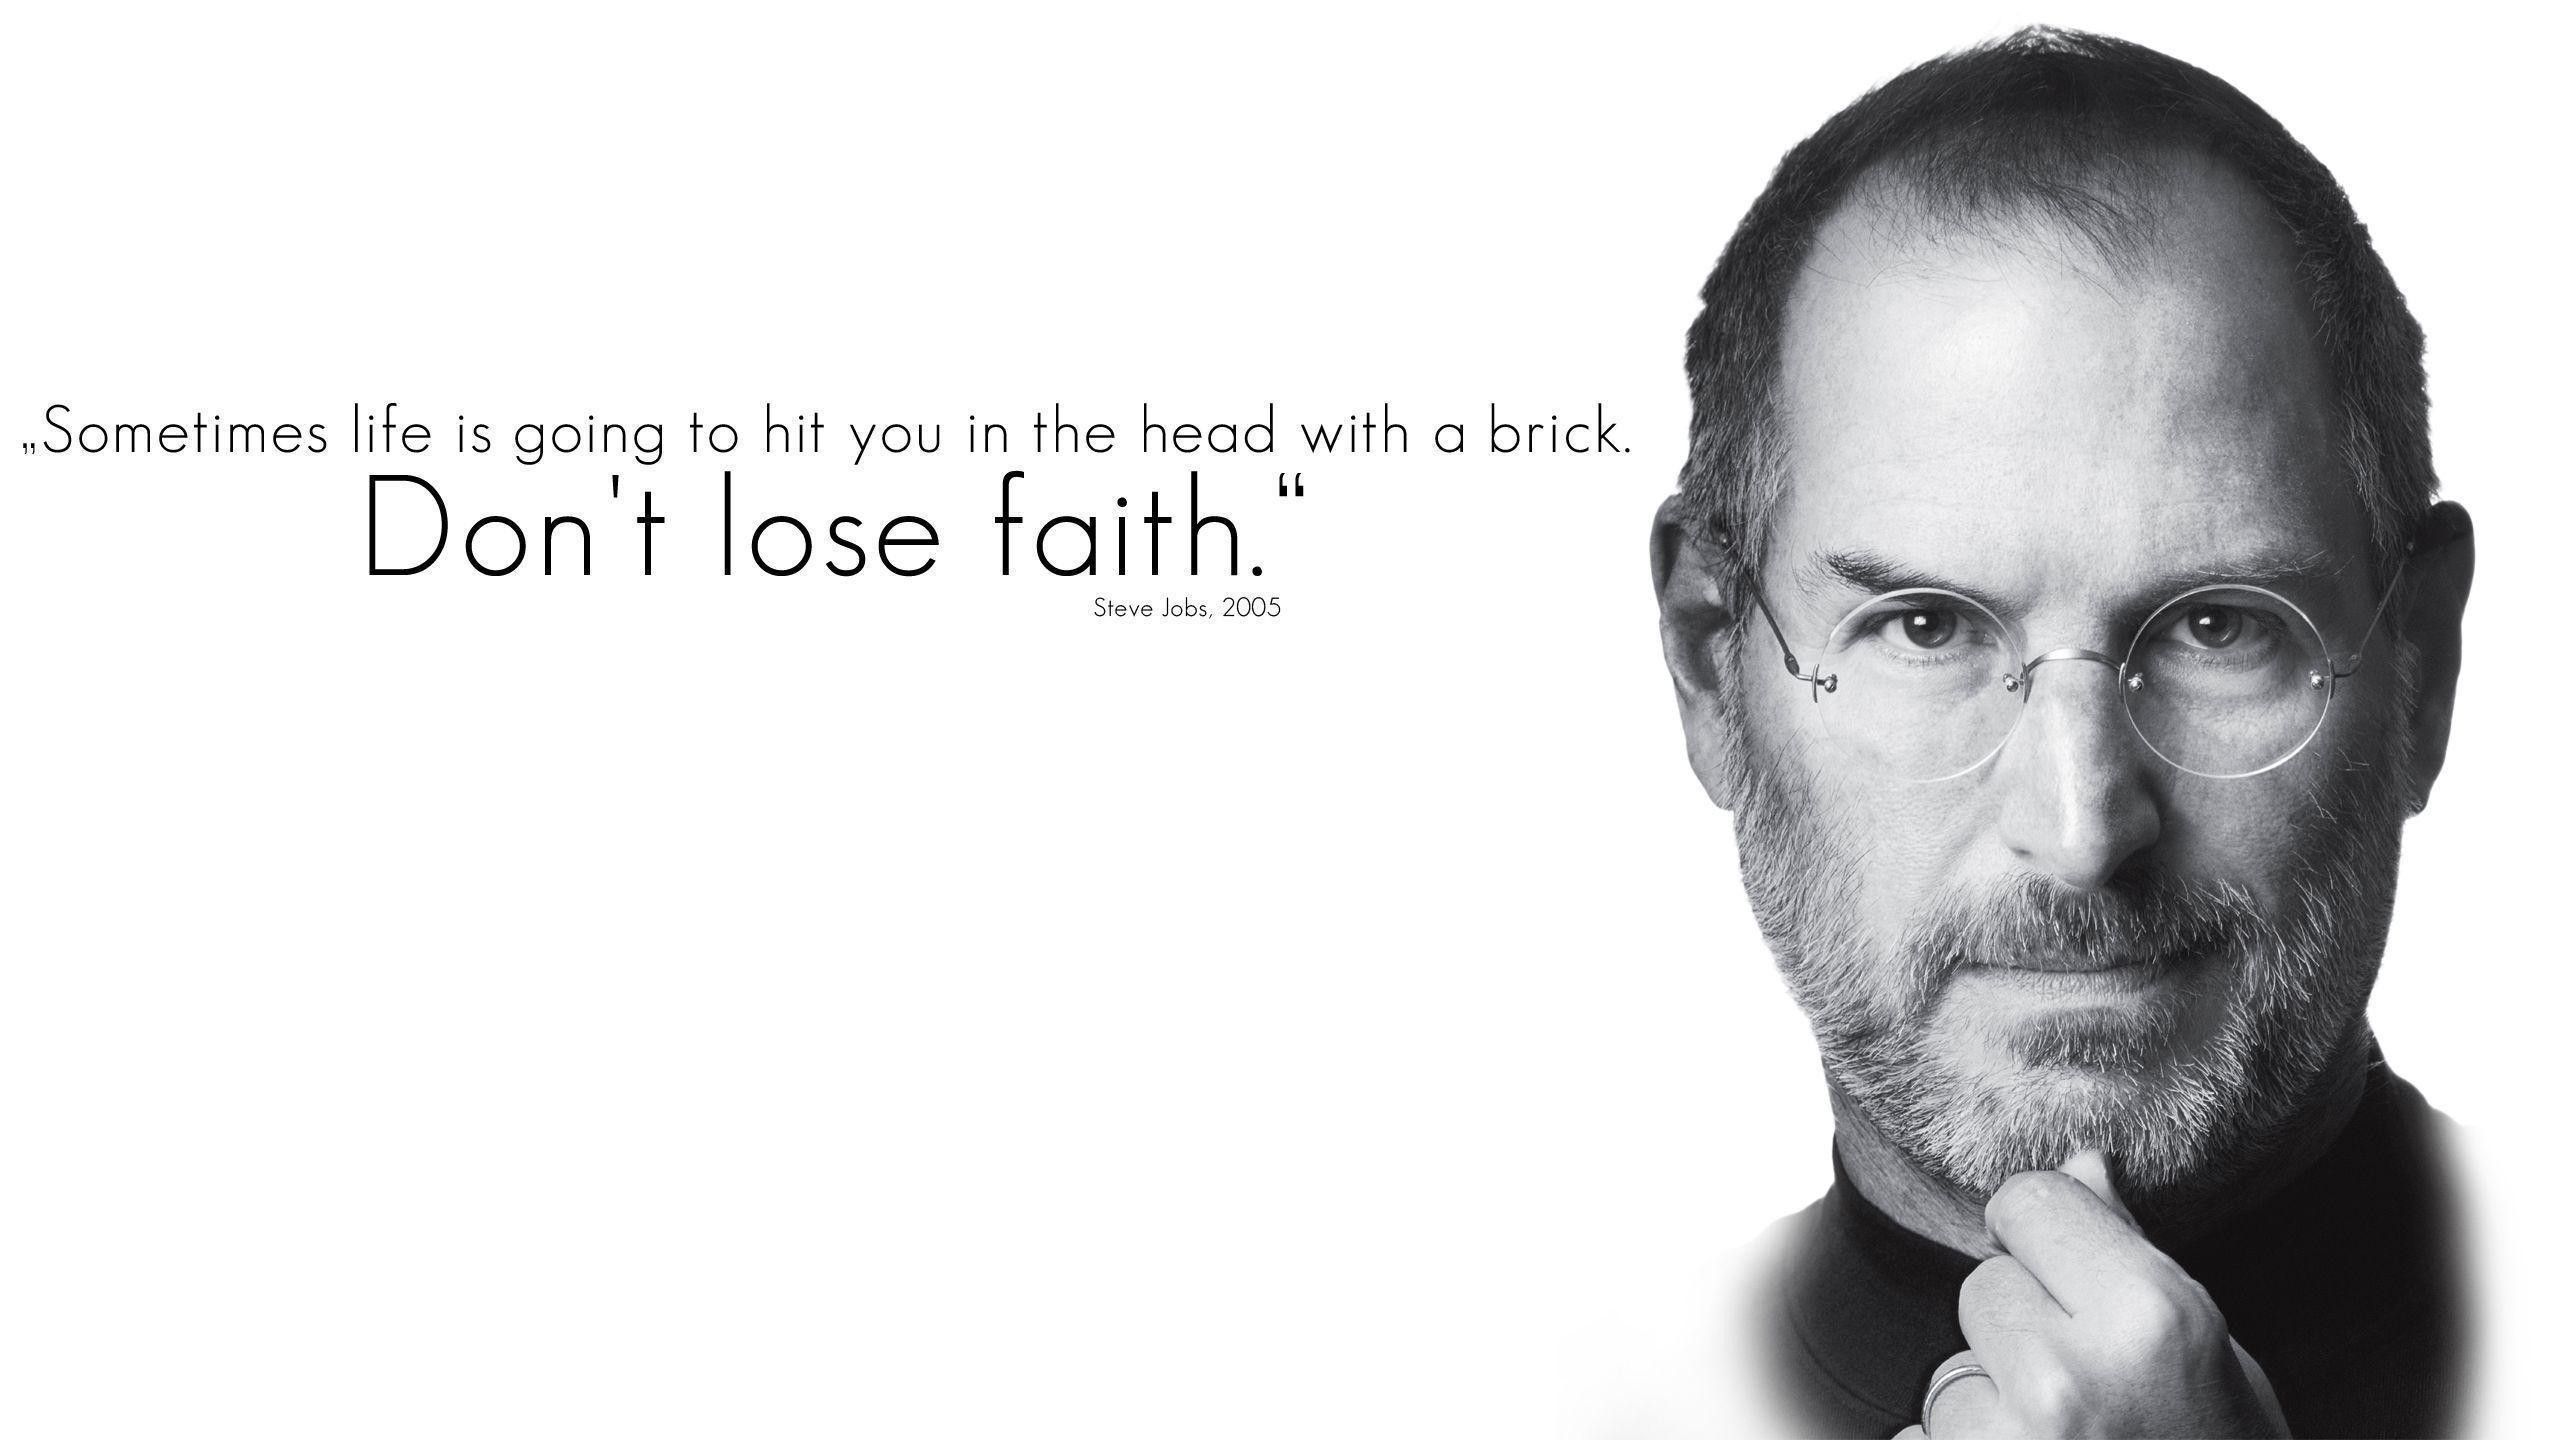 „Sometimes life is going to hit you in the head with a brick.
Don't lose faith.“
Steve Jobs, 2005